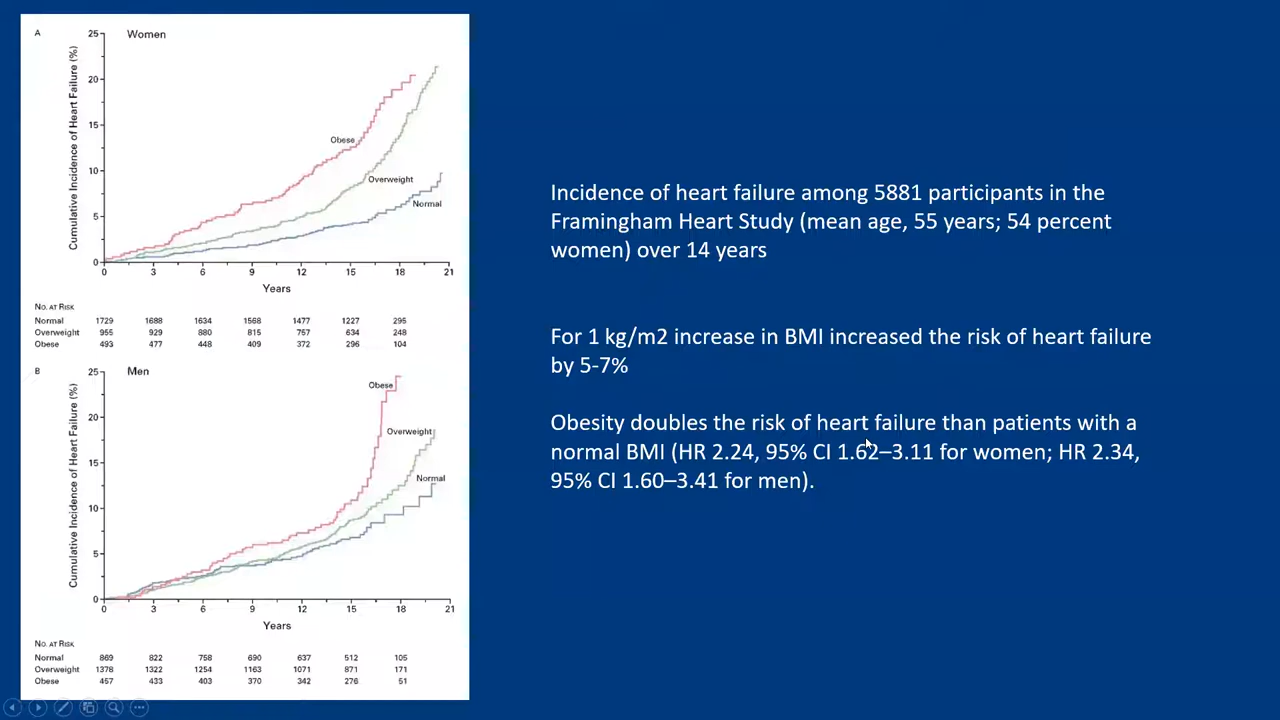 A Women
Cumulative Incidence of Heart Failure (%)
25
20
15
10
5
0
Obese
Overweight
Normal
0 3 6 9 12 15 18 21
Years
No. at Risk
Normal 1729 1688 1634 1568 1477 1227 295
Overweight 955 929 880 815 757 634 248
Obese 493 477 448 409 372 296 104
B Men
Cumulative Incidence of Heart Failure (%)
25
20
15
10
5
0
Obese
Overweight
Normal
0 3 6 9 12 15 18 21
Years
No. at Risk
Normal 869 822 758 690 637 512 105
Overweight 1378 1322 1254 1163 1071 871 171
Obese 457 433 403 370 342 276 51
Incidence of heart failure among 5881 participants in the
Framingham Heart Study (mean age, 55 years; 54 percent
women) over 14 years
For 1 kg/m2 increase in BMI increased the risk of heart failure
by 5-7%
Obesity doubles the risk of heart failure than patients with a
normal BMI (HR 2.24, 95% CI 1.62–3.11 for women; HR 2.34,
95% CI 1.60–3.41 for men).